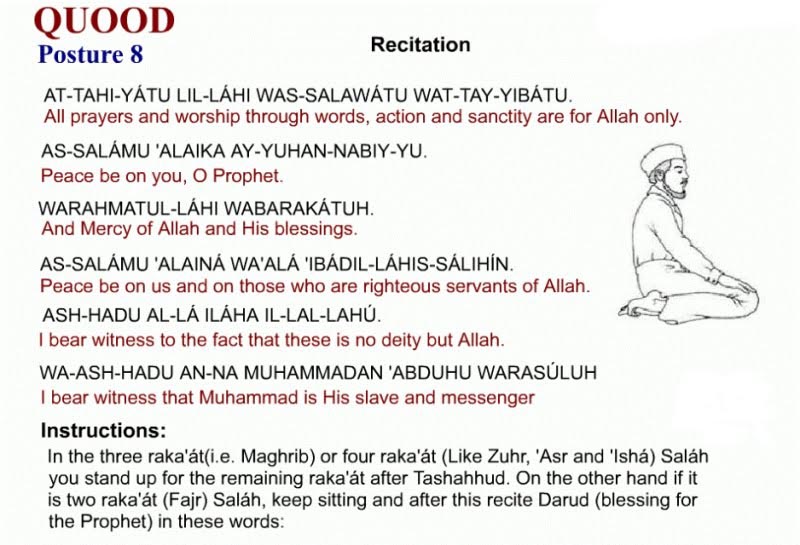 QUOOD
Posture 8
Recitation
AT-TAHI-YÁTU LIL-LÁHI WAS-SALAWÁTU WAT-TAY-YIBÁTU.
All prayers and worship through words, action and sanctity are for Allah only.
AS-SALÁMU 'ALAIKA AY-YUHAN-NABIY-YU.
Peace be on you, O Prophet.
WARAHMATUL-LÁHI WABARAKÁTUH.
And Mercy of Allah and His blessings.
AS-SALÁMU 'ALAINÁ WA'ALÁ 'IBÁDIL-LÁHIS-SÁLIHÍN.
Peace be on us and on those who are righteous servants of Allah.
ASH-HADU AL-LÁ ILÁHA IL-LAL-LAHÚ.
I bear witness to the fact that these is no deity but Allah.
WA-ASH-HADU AN-NA MUHAMMADAN 'ABDUHU WARASÚLUH
I bear witness that Muhammad is His slave and messenger
Instructions:
In the three raka'át(i.e. Maghrib) or four raka'át (Like Zuhr, 'Asr and 'Ishá) Saláh
you stand up for the remaining raka'át after Tashahhud. On the other hand if it
is two raka'át (Fajr) Saláh, keep sitting and after this recite Darud (blessing for
the Prophet) in these words: